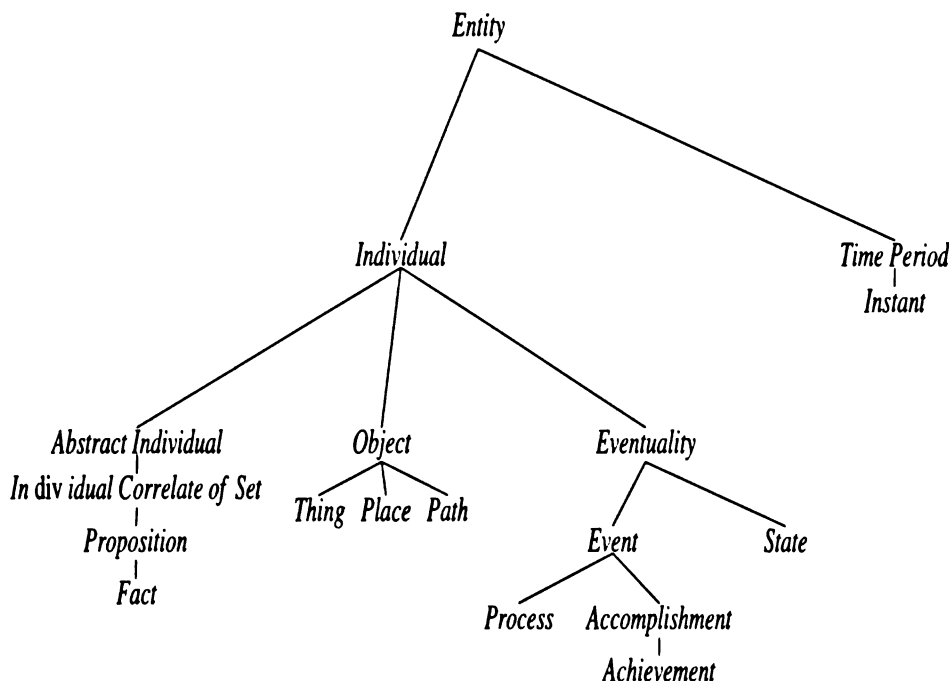 Entity
Individual
Time Period
Instant
Abstract Individual
Object
Eventuality
In div idual Correlate of Set
Thing Place Path
Proposition
Event
State
Fact
Process
Accomplishment
Achievement